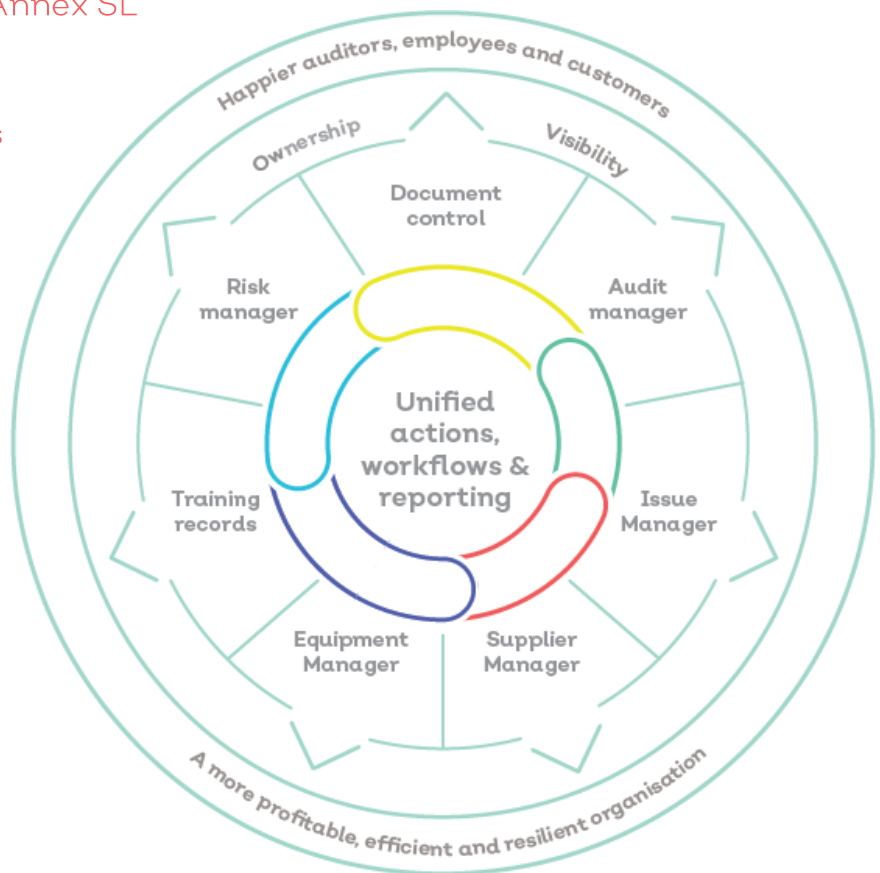 Annex SL
s
Happier auditors, employees and customers
Ownership
Visibility
Document
control
Risk
manager
Audit
manager
Unified
actions,
workflows &
reporting
Training
records
Issue
Manager
Equipment
Manager
Supplier
Manager
A more profitable, efficient and resilient organisation